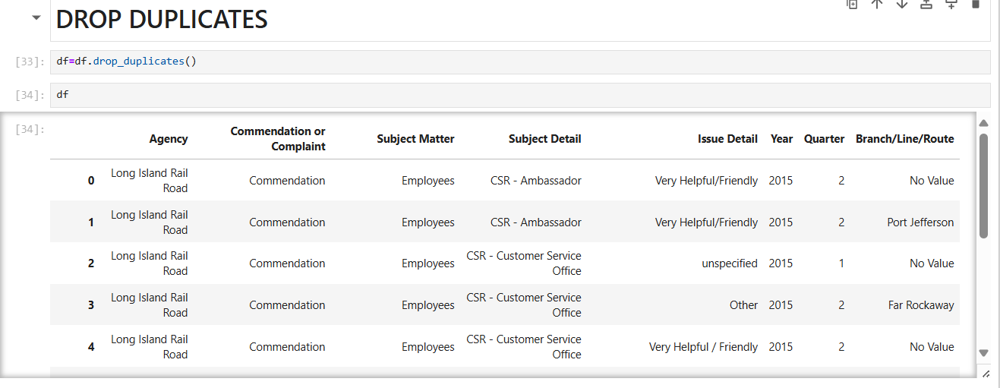 DROP DUPLICATES
[33]: df=df.drop_duplicates()
[34]: df
[34]:
Agency Commendation or Complaint Subject Matter Subject Detail Issue Detail Year Quarter Branch/Line/Route
0 Long Island Rail Road Commendation Employees CSR - Ambassador Very Helpful/Friendly 2015 2 No Value
1 Long Island Rail Road Commendation Employees CSR - Ambassador Very Helpful/Friendly 2015 2 Port Jefferson
2 Long Island Rail Road Commendation Employees CSR - Customer Service Office unspecified 2015 1 No Value
3 Long Island Rail Road Commendation Employees CSR - Customer Service Office Other 2015 2 Far Rockaway
4 Long Island Rail Road Commendation Employees CSR - Customer Service Office Very Helpful / Friendly 2015 2 No Value